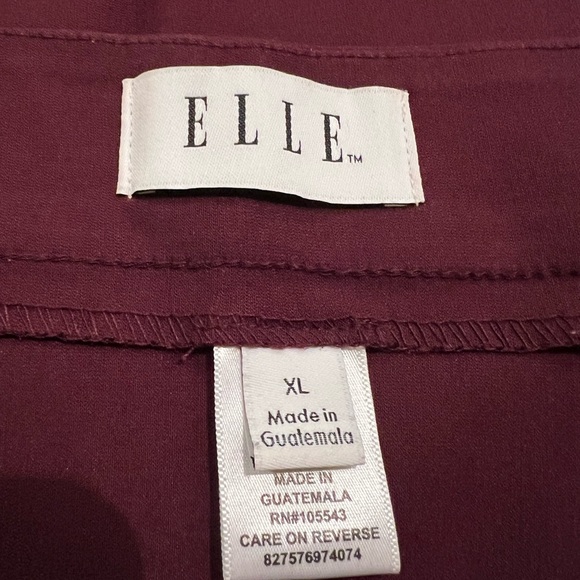 ELLE™
XL
Made in
Guatemala
MADE IN
GUATEMALA
RN#105543
CARE ON REVERSE
827576974074